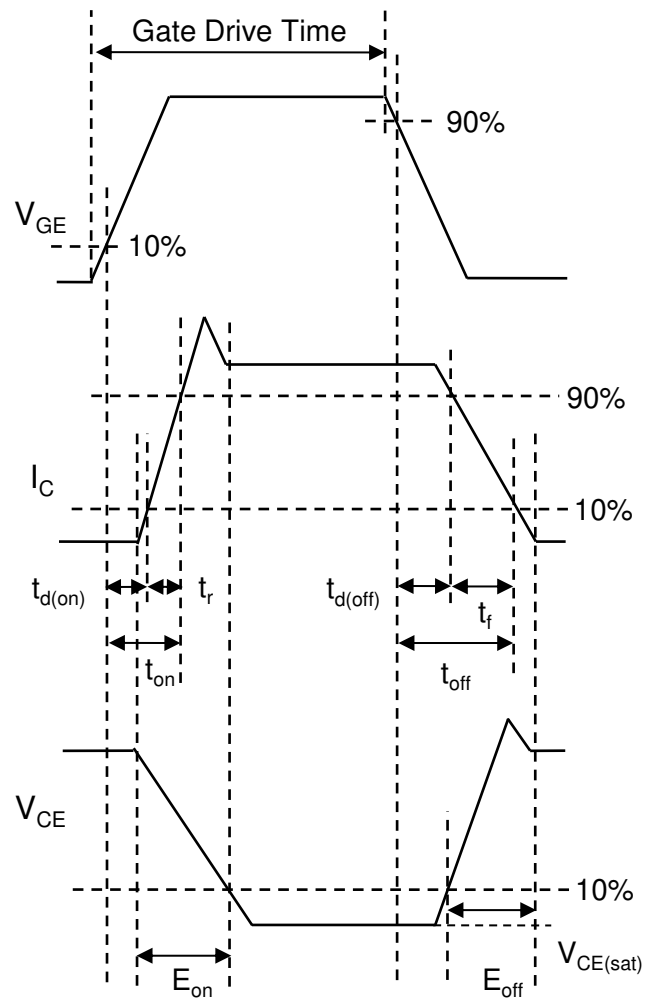 Gate Drive Time
90%
V_GE
10%
90%
I_C
10%
t_d(on)
t_r
t_d(off)
t_f
t_on
t_off
V_CE
10%
V_CE(sat)
E_on
E_off